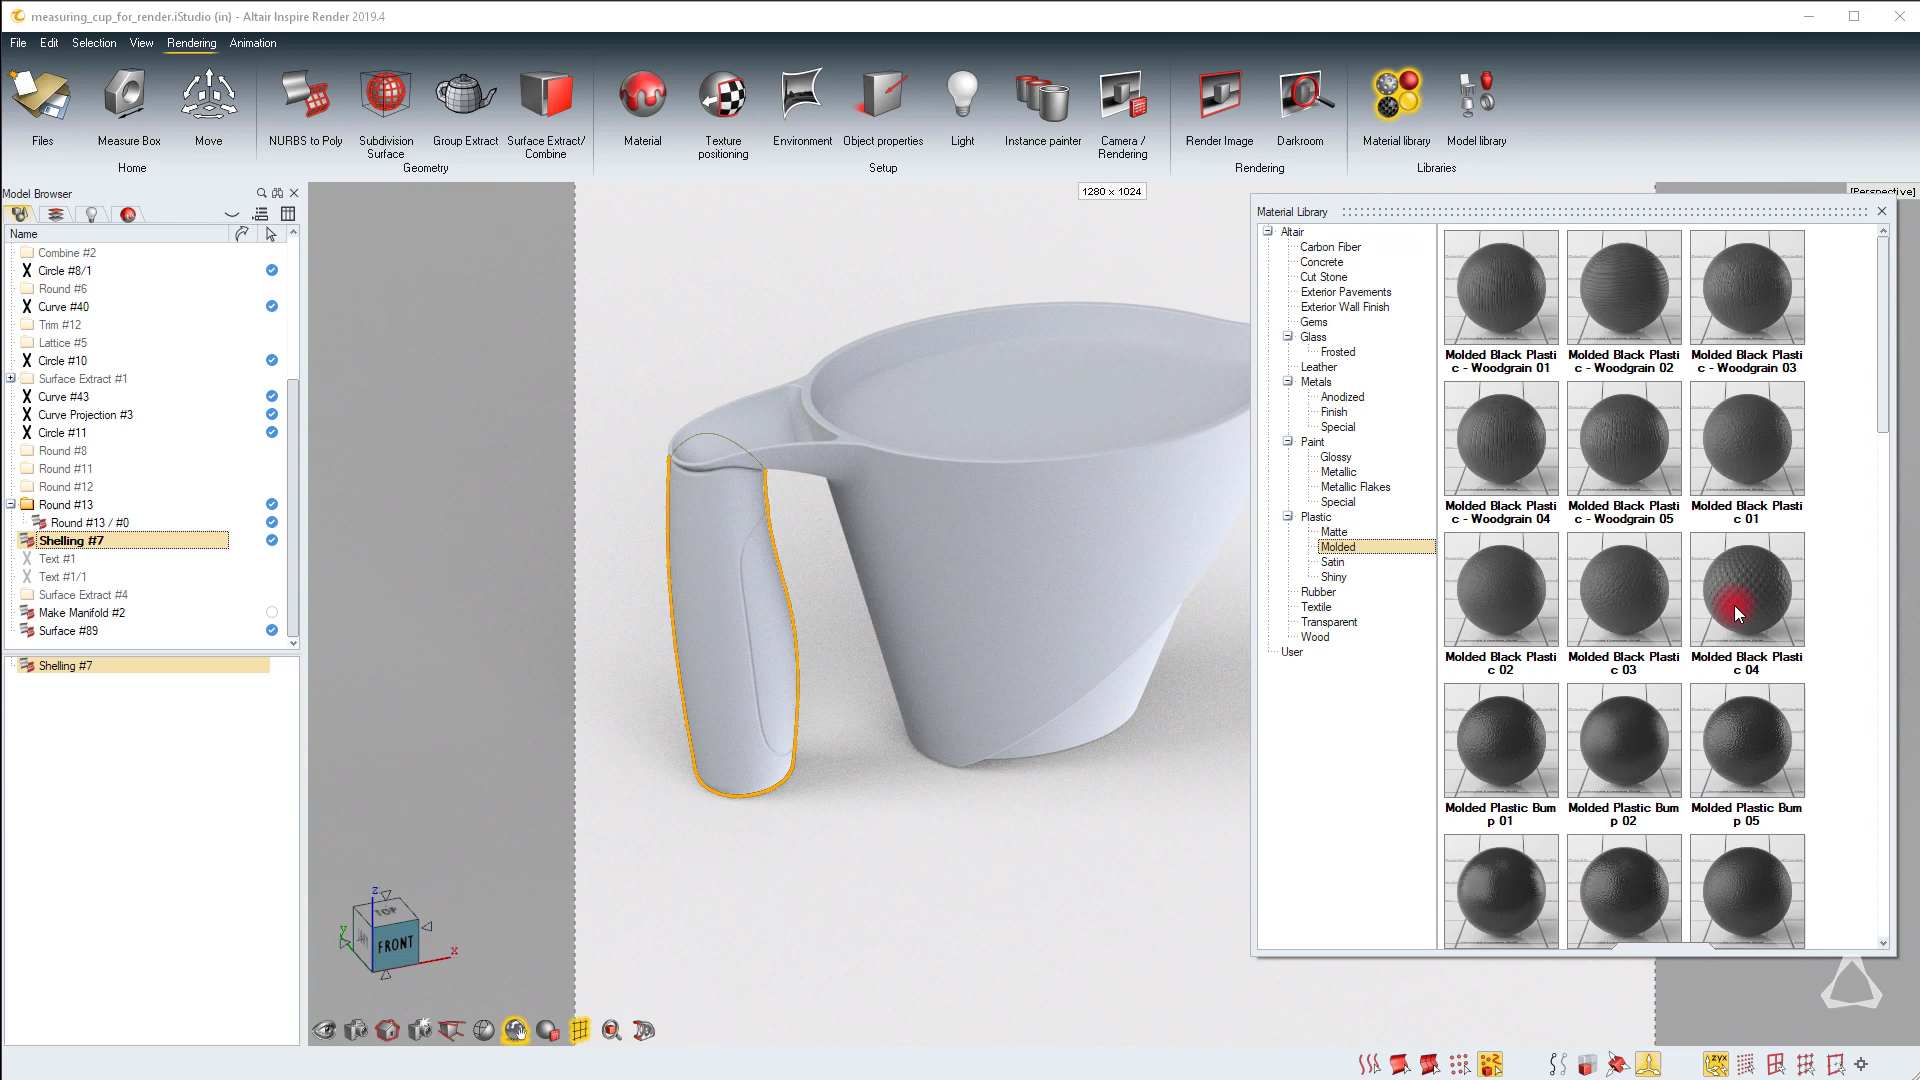 measuring_cup_for_render.iStudio (in) - Altair Inspire Render 2019.4
File Edit Selection View Rendering Animation
Files
Measure Box
Move
NURBS to Poly
Subdivision
Surface
Group Extract
Surface Extract/
Combine
Material
Texture
positioning
Environment
Object properties
Light
Instance painter
Camera /
Rendering
Render Image
Darkroom
Material library
Model library
Home
Geometry
Setup
Rendering
Libraries
Model Browser
1280 x 1024
[Perspective]
Name
Combine #2
Circle #8/1
Round #6
Curve #40
Trim #12
Lattice #5
Circle #10
Surface Extract #1
Curve #43
Curve Projection #3
Circle #11
Round #8
Round #11
Round #12
Round #13
Round #13 / #0
Shelling #7
Text #1
Text #1/1
Surface Extract #4
Make Manifold #2
Surface #89
Shelling #7
TOP
FRONT
z
y
x
Material Library
Altair
Carbon Fiber
Concrete
Cut Stone
Exterior Pavements
Exterior Wall Finish
Gems
Glass
Frosted
Leather
Metals
Anodized
Finish
Special
Paint
Glossy
Metallic
Metallic Flakes
Special
Plastic
Matte
Molded
Satin
Shiny
Rubber
Textile
Transparent
Wood
User
Molded Black Plasti
c - Woodgrain 01
Molded Black Plasti
c - Woodgrain 02
Molded Black Plasti
c - Woodgrain 03
Molded Black Plasti
c - Woodgrain 04
Molded Black Plasti
c - Woodgrain 05
Molded Black Plasti
c 01
Molded Black Plasti
c 02
Molded Black Plasti
c 03
Molded Black Plasti
c 04
Molded Plastic Bum
p 01
Molded Plastic Bum
p 02
Molded Plastic Bum
p 05
zyx